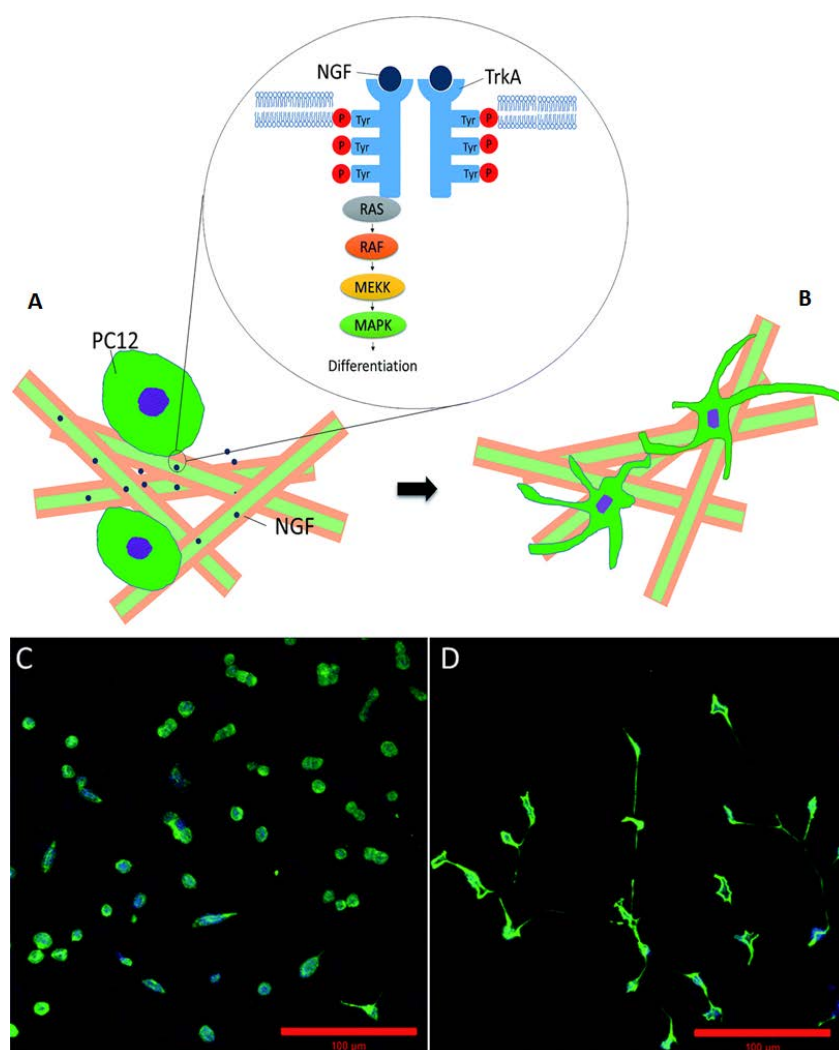 NGF
TrkA
P Tyr Tyr P
P Tyr Tyr P
P Tyr Tyr P
RAS
RAF
MEKK
MAPK
Differentiation
A
B
PC12
NGF
C
D
100 µm
100 µm